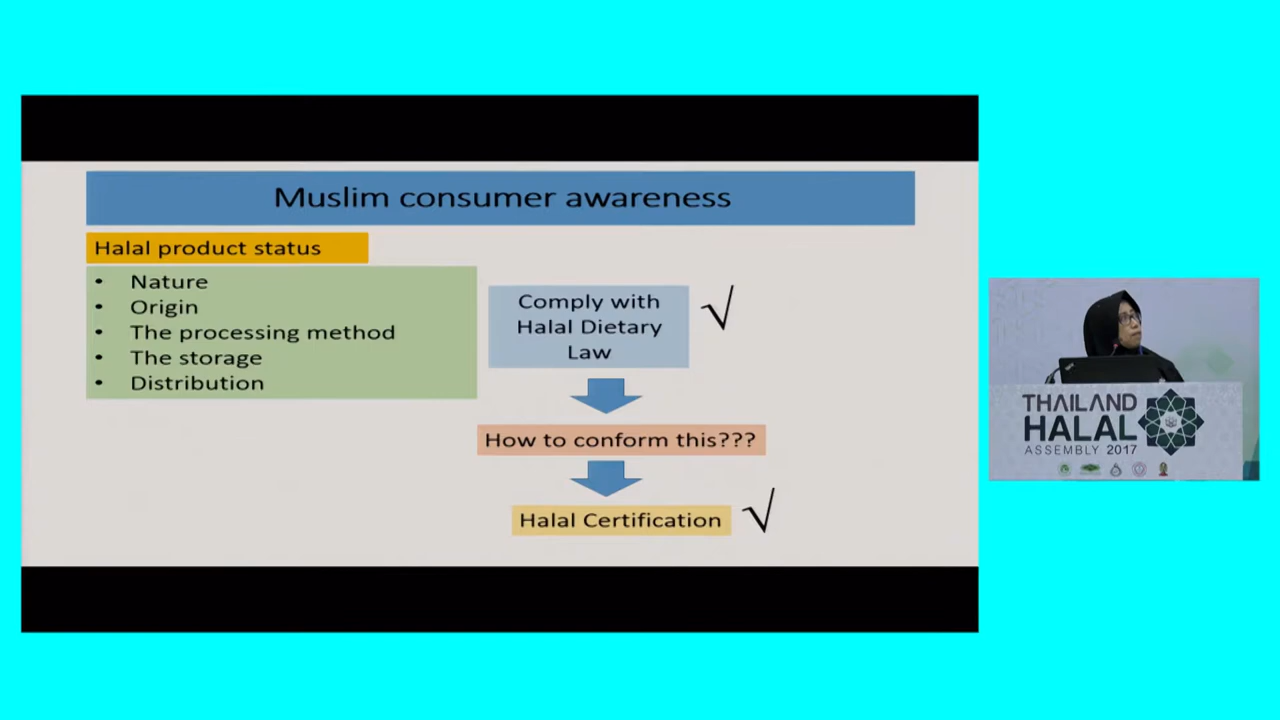 Muslim consumer awareness
Halal product status
• Nature
• Origin
• The processing method
• The storage
• Distribution
Comply with
Halal Dietary
Law
√
How to conform this???
Halal Certification
√
THAILAND
HALAL
ASSEMBLY 2017